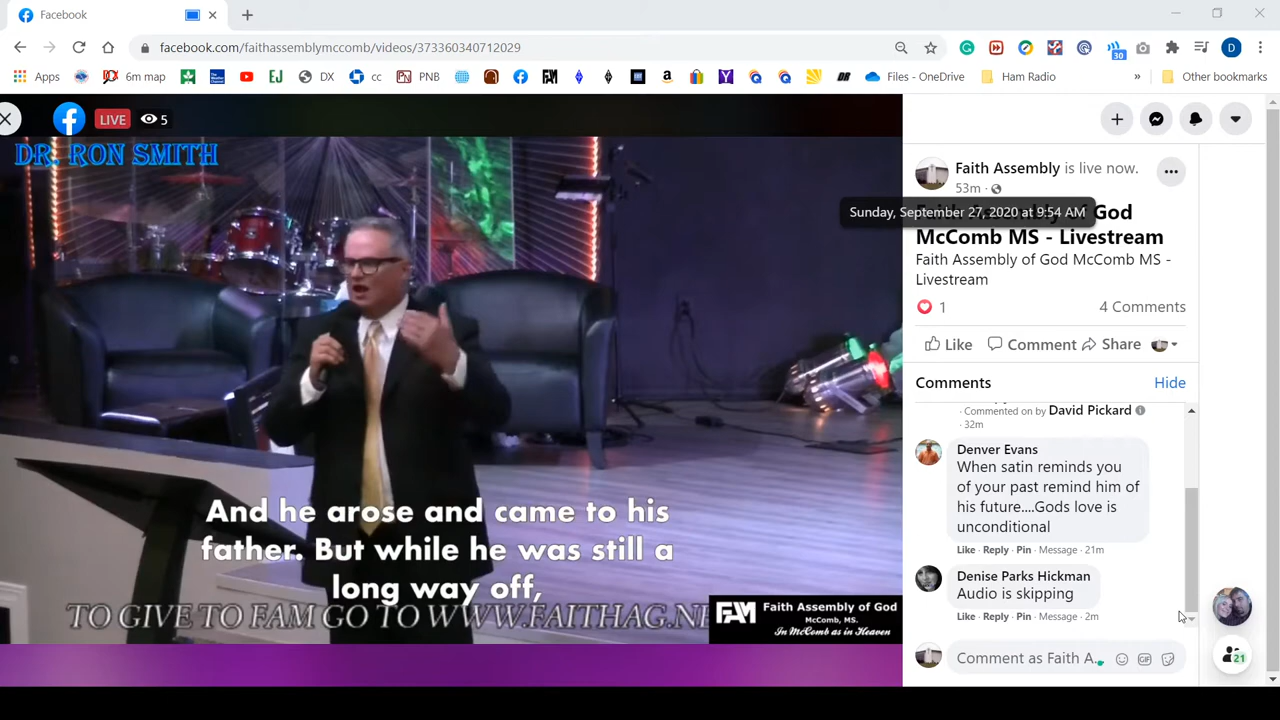 Facebook
facebook.com/faithassemblymccomb/videos/373360340712029
30
D
Apps
6m map
EJ
DX
cc
PNB
DR
Files - OneDrive
Ham Radio
»
Other bookmarks
LIVE
5
DR. RON SMITH
And he arose and came to his
father. But while he was still a
long way off,
TO GIVE TO FAM GO TO WWW.FAITHAG.NE
FAM
Faith Assembly of God
McComb, MS.
In McComb as in Heaven
Faith Assembly is live now.
53m ·
Sunday, September 27, 2020 at 9:54 AM
God
McComb MS - Livestream
Faith Assembly of God McComb MS -
Livestream
1
4 Comments
Like
Comment
Share
Comments
Hide
· Commented on by David Pickard
· 32m
Denver Evans
When satin reminds you
of your past remind him of
his future....Gods love is
unconditional
Like · Reply · Pin · Message · 21m
Denise Parks Hickman
Audio is skipping
Like · Reply · Pin · Message · 2m
Comment as Faith A...
GIF
21